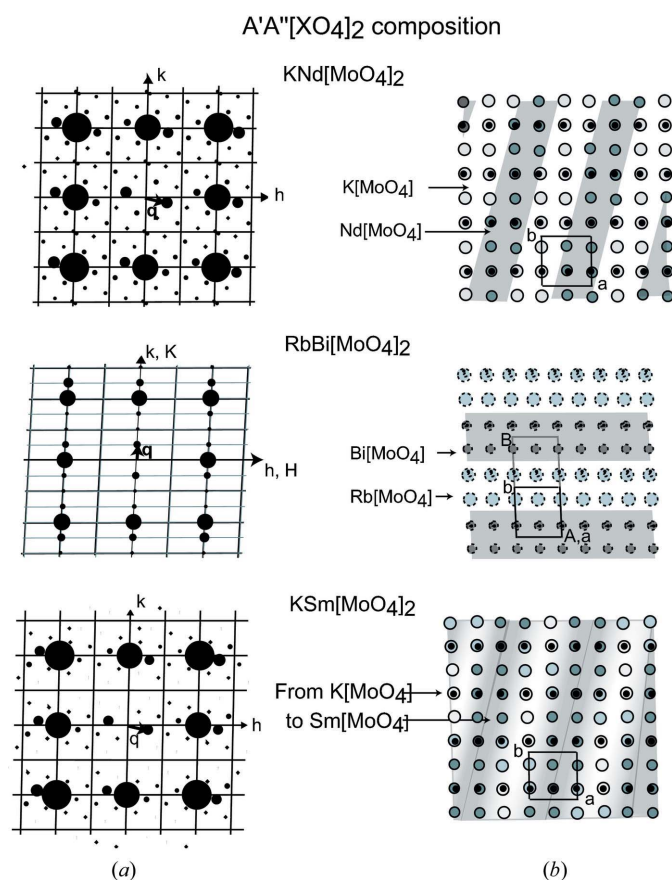 A'A"[XO4]2 composition
KNd[MoO4]2
k
h
q
K[MoO4]
Nd[MoO4]
b
a
RbBi[MoO4]2
k, K
q
h, H
Bi[MoO4]
Rb[MoO4]
B
b
A,a
KSm[MoO4]2
k
h
q
From K[MoO4]
to Sm[MoO4]
b
a
(a)
(b)